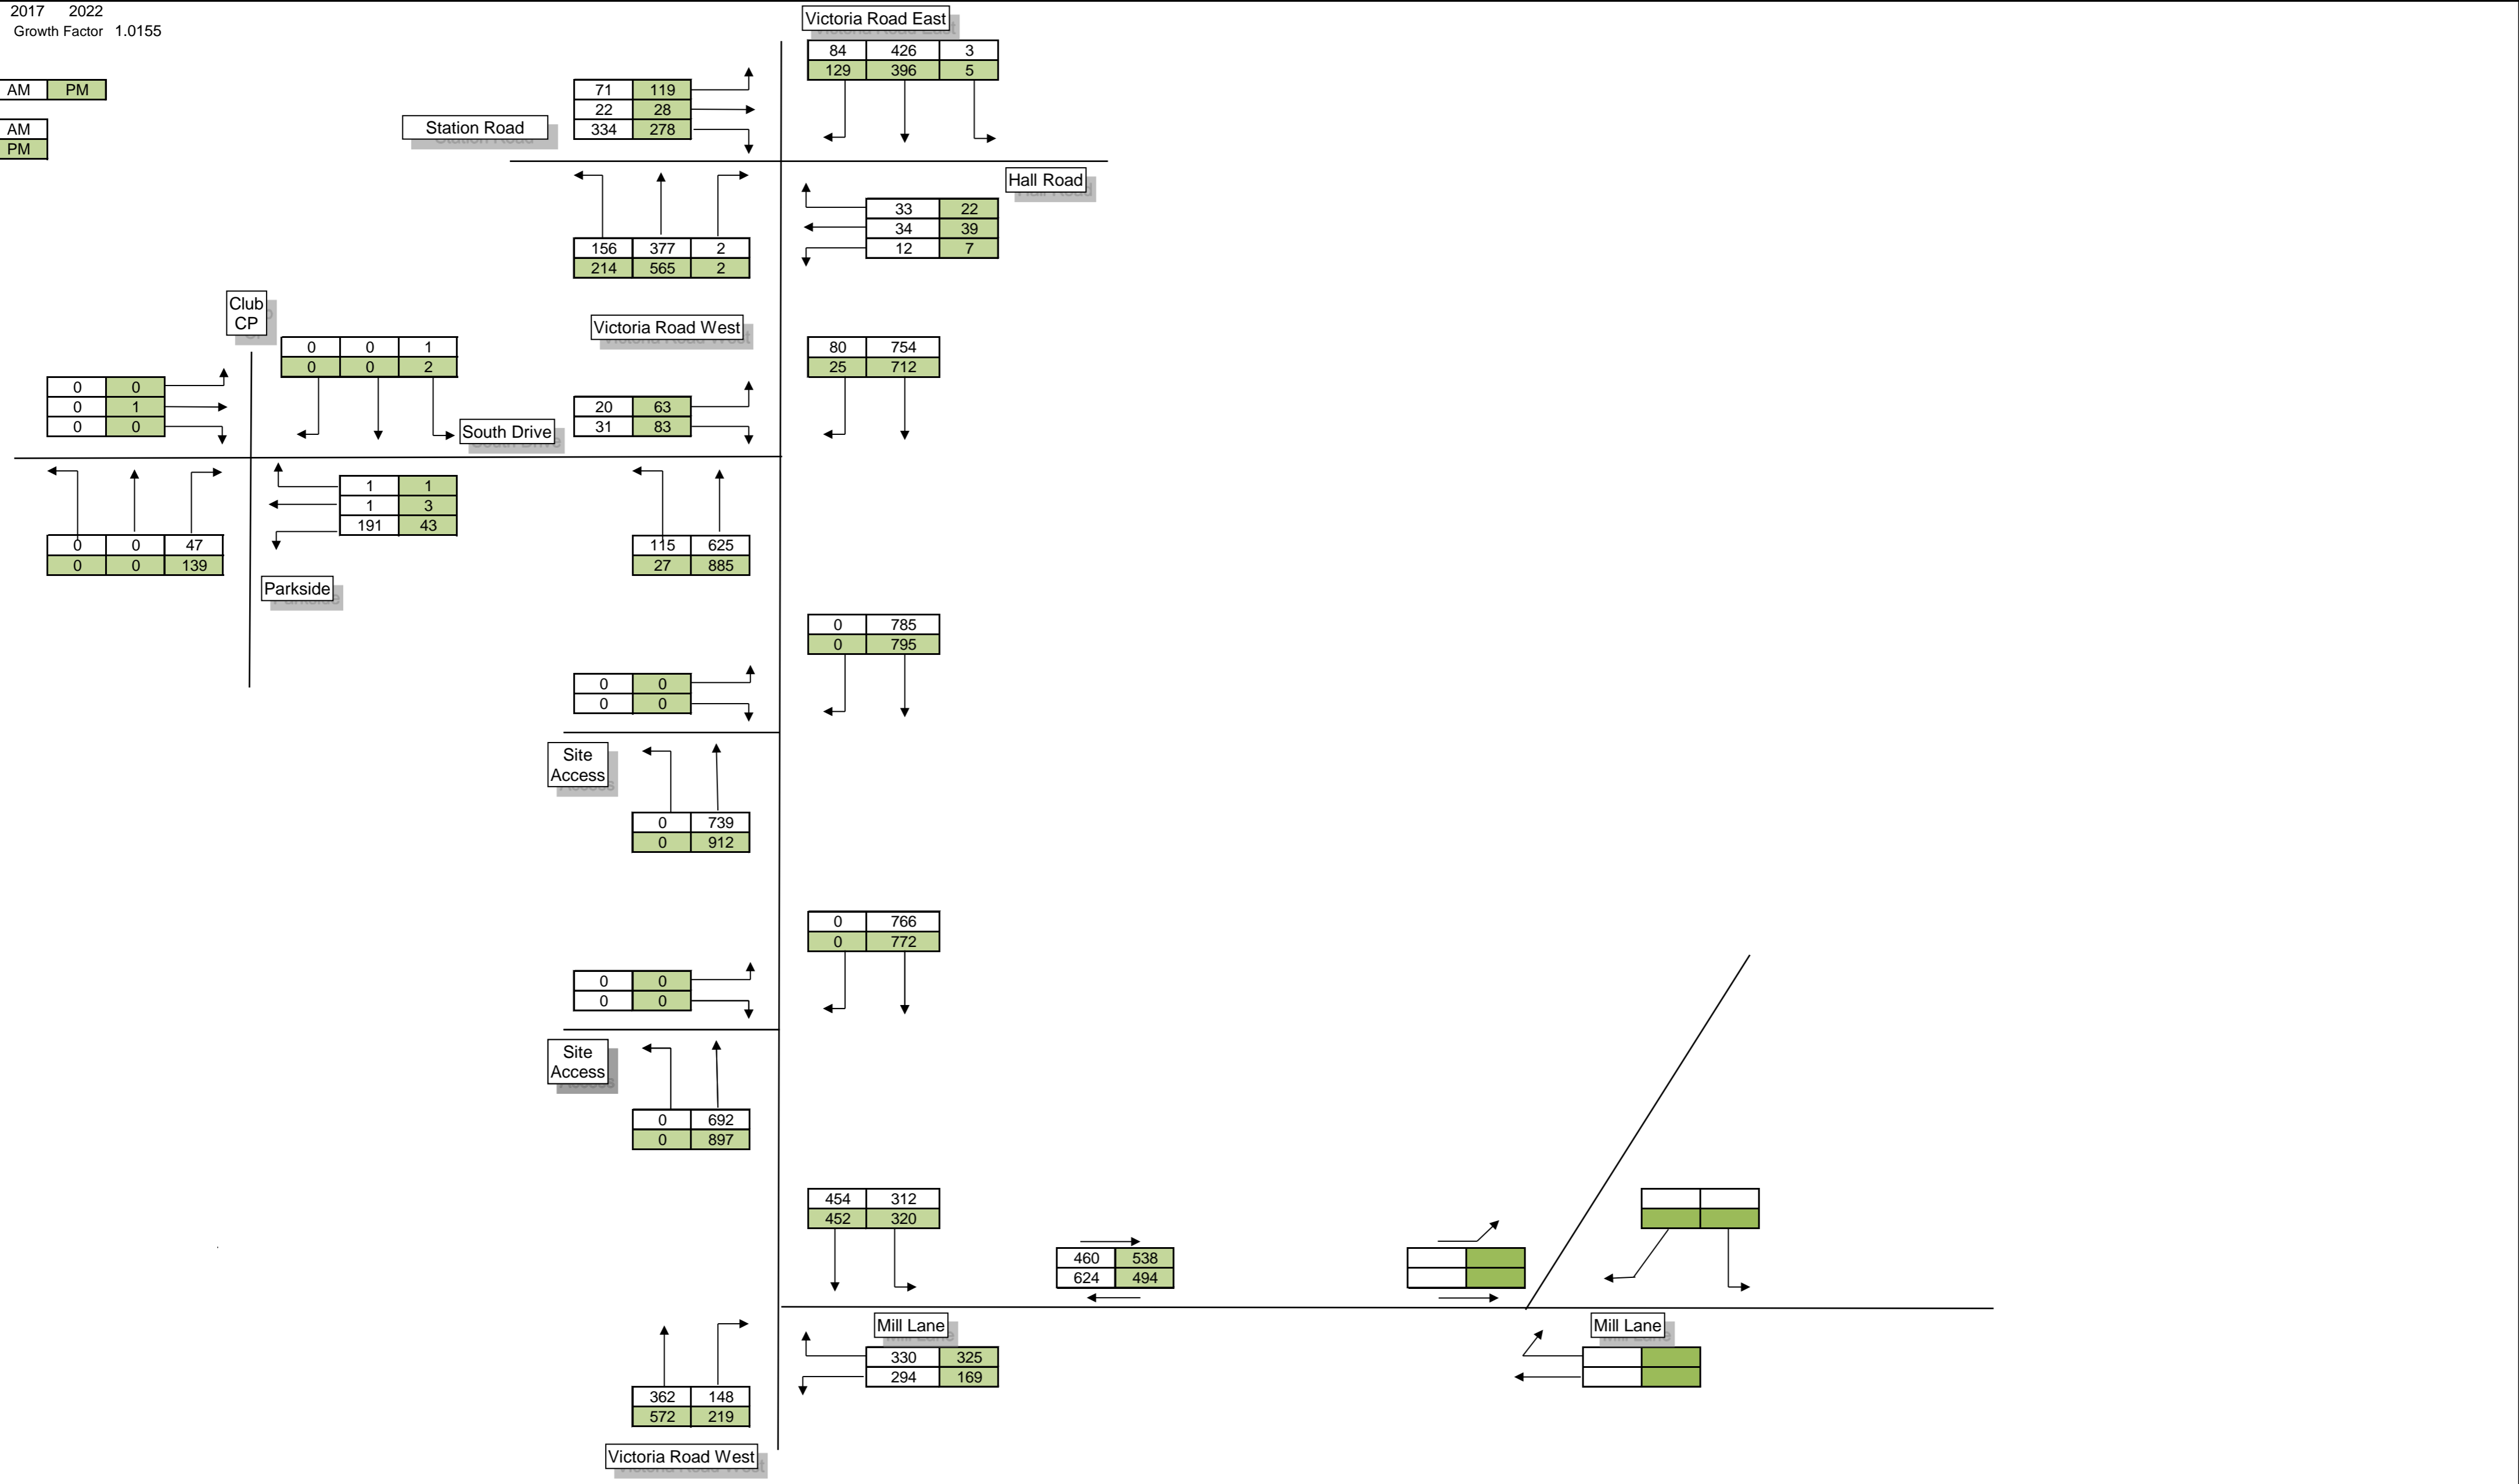 2017 2022
Growth Factor 1.0155
Victoria Road East
84 426 3
129 396 5
AM PM
AM
PM
71 119
22 28
334 278
Station Road
Hall Road
33 22
34 39
12 7
156 377 2
214 565 2
Club
CP
Victoria Road West
0 0 1
0 0 2
80 754
25 712
0 0
0 1
0 0
20 63
31 83
South Drive
1 1
1 3
191 43
0 0 47
0 0 139
115 625
27 885
Parkside
0 785
0 795
0 0
0 0
Site
Access
0 739
0 912
0 766
0 772
0 0
0 0
Site
Access
0 692
0 897
454 312
452 320
460 538
624 494
Mill Lane
Mill Lane
330 325
294 169
362 148
572 219
Victoria Road West